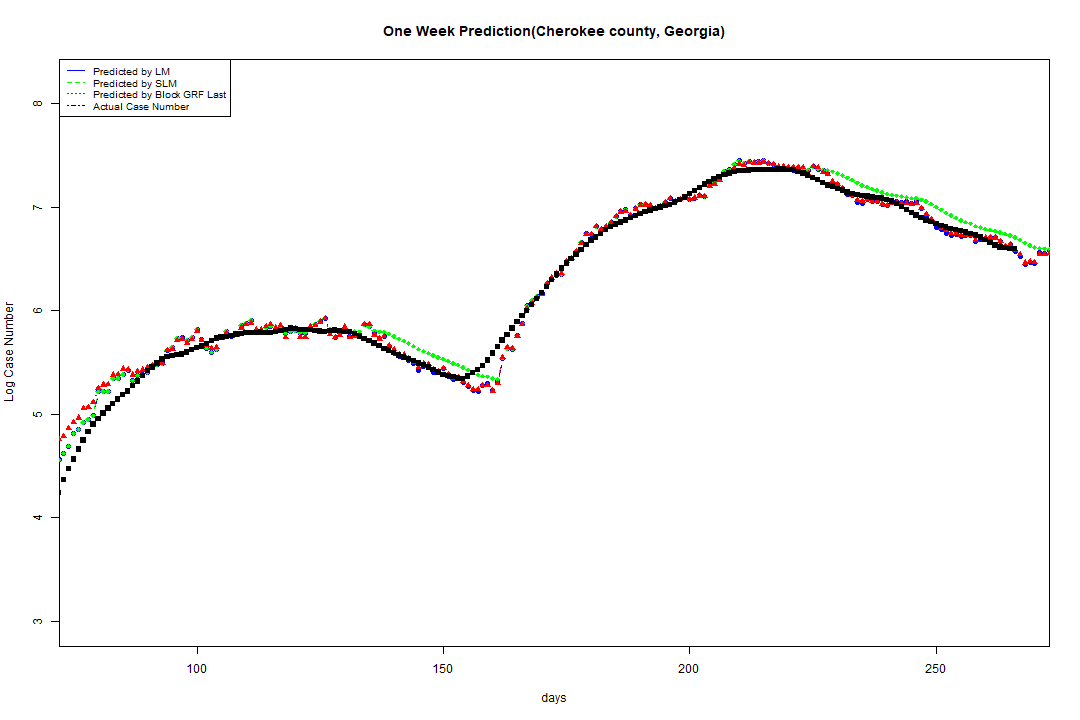 One Week Prediction(Cherokee county, Georgia)
Predicted by LM
Predicted by SLM
Predicted by Block GRF Last
Actual Case Number
Log Case Number
8
7
6
5
4
3
100 150 200 250
days